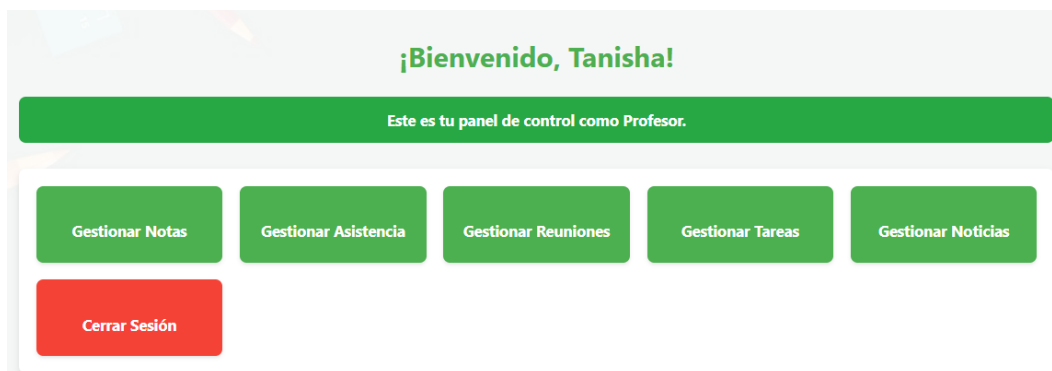 ¡Bienvenido, Tanisha!
Este es tu panel de control como Profesor.
Gestionar Notas
Gestionar Asistencia
Gestionar Reuniones
Gestionar Tareas
Gestionar Noticias
Cerrar Sesión